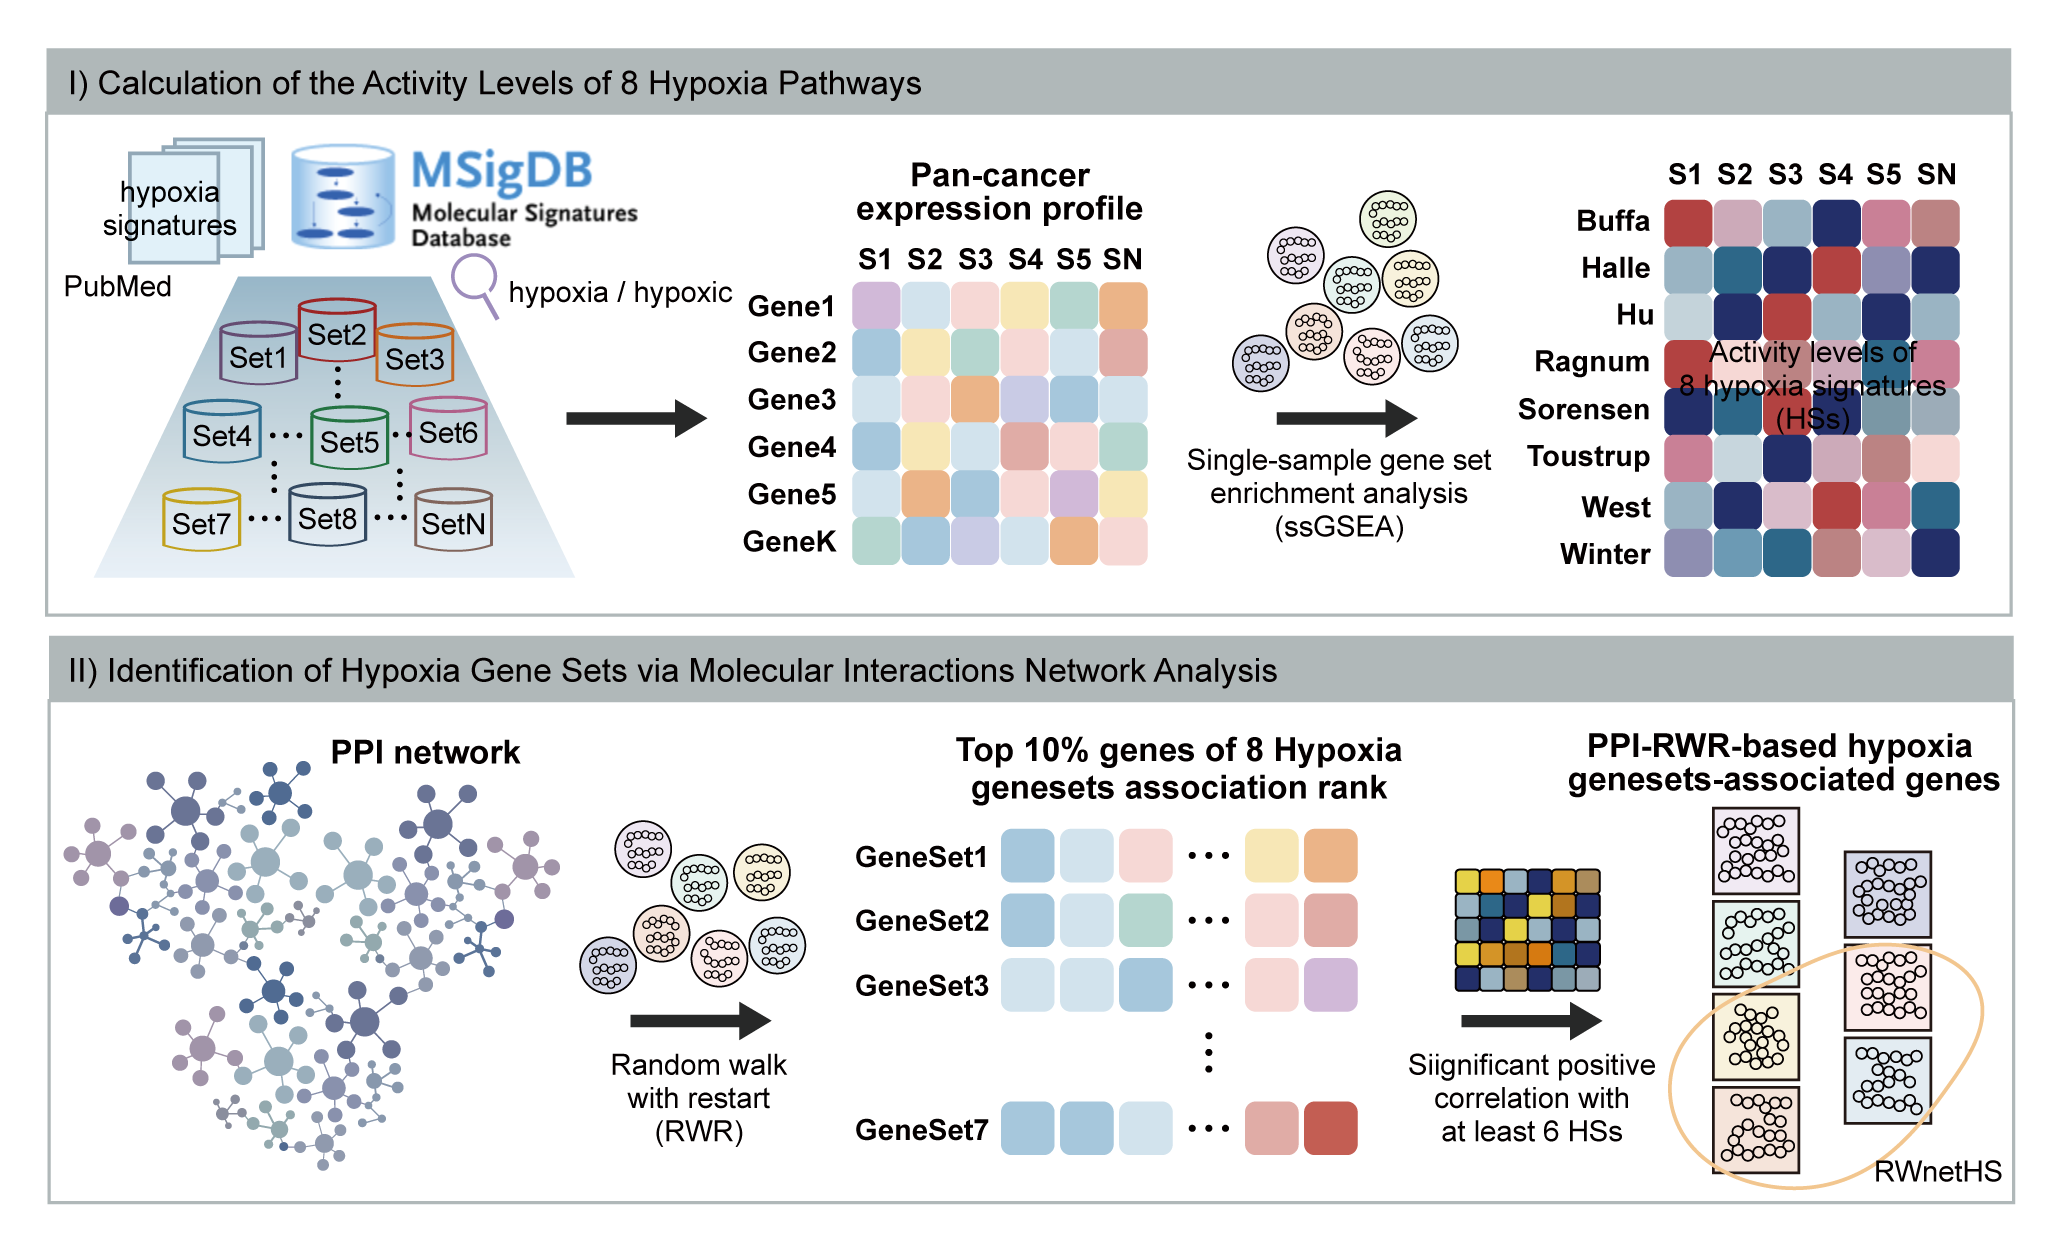 I) Calculation of the Activity Levels of 8 Hypoxia Pathways
hypoxia
signatures
PubMed
MSigDB
Molecular Signatures
Database
hypoxia / hypoxic
Set1
Set2
Set3
Set4
Set5
Set6
Set7
Set8
SetN
Pan-cancer
expression profile
S1 S2 S3 S4 S5 SN
Gene1
Gene2
Gene3
Gene4
Gene5
GeneK
Single-sample gene set
enrichment analysis
(ssGSEA)
S1 S2 S3 S4 S5 SN
Buffa
Halle
Hu
Ragnum
Sorensen
Toustrup
West
Winter
Activity levels of
8 hypoxia signatures
(HSs)
II) Identification of Hypoxia Gene Sets via Molecular Interactions Network Analysis
PPI network
Random walk
with restart
(RWR)
Top 10% genes of 8 Hypoxia
genesets association rank
GeneSet1
GeneSet2
GeneSet3
GeneSet7
Siignificant positive
correlation with
at least 6 HSs
PPI-RWR-based hypoxia
genesets-associated genes
RWnetHS